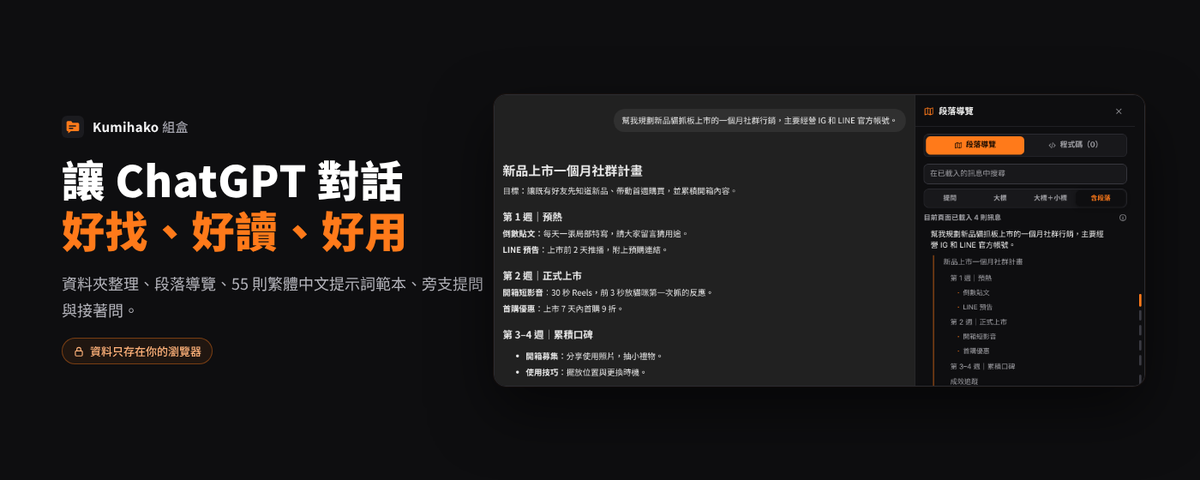 Kumihako 組盒
讓 ChatGPT 對話
好找、好讀、好用
資料夾整理、段落導覽、55 則繁體中文提示詞範本、旁支提問
與接著問。
資料只存在你的瀏覽器
幫我規劃新品貓抓板上市的一個月社群行銷，主要經營 IG 和 LINE 官方帳號。
新品上市一個月社群計畫
目標：讓既有好友先知道新品、帶動首週購買，並累積開箱內容。
第 1 週｜預熱
倒數貼文：每天一張局部特寫，請大家留言猜用途。
LINE 預告：上市前 2 天推播，附上預購連結。
第 2 週｜正式上市
開箱短影音：30 秒 Reels，前 3 秒放貓咪第一次抓的反應。
首購優惠：上市 7 天內首購 9 折。
第 3–4 週｜累積口碑
• 開箱募集：分享使用照片，抽小禮物。
• 使用技巧：擺放位置與更換時機。
段落導覽
段落導覽
程式碼（0）
在已載入的訊息中搜尋
提問
大標
大標＋小標
含段落
目前頁面已載入 4 則訊息
幫我規劃新品貓抓板上市的一個月社群行銷，主要經
營 IG 和 LINE 官方帳號。
新品上市一個月社群計畫
第 1 週｜預熱
倒數貼文
LINE 預告
第 2 週｜正式上市
開箱短影音
首購優惠
第 3–4 週｜累積口碑
成效追蹤